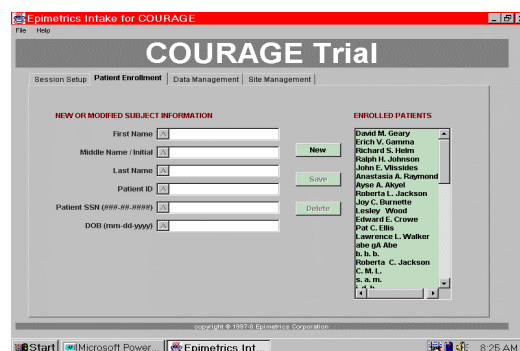 Epimetrics Intake for COURAGE
File Help
COURAGE Trial
Session Setup Patient Enrollment Data Management Site Management
NEW OR MODIFIED SUBJECT INFORMATION
First Name A
Middle Name / Initial A
Last Name A
Patient ID A
Patient SSN (###-##-####) A
DOB (mm-dd-yyyy) A
New
Save
Delete
ENROLLED PATIENTS
David M. Geary
Erich V. Gamma
Richard S. Helm
Ralph H. Johnson
John E. Vlissides
Anastasia A. Raymond
Ayse A. Akyel
Roberta L. Jackson
Joy C. Burnette
Lesley Wood
Edward E. Crowe
Pat C. Ellis
Lawrence L. Walker
abe gA Abe
b. b. b.
Roberta C. Jackson
C. M. L.
s. a. m.
copyright © 1997-8 Epimetrics Corporation
Start Microsoft Power... Epimetrics Int... 8:25 AM